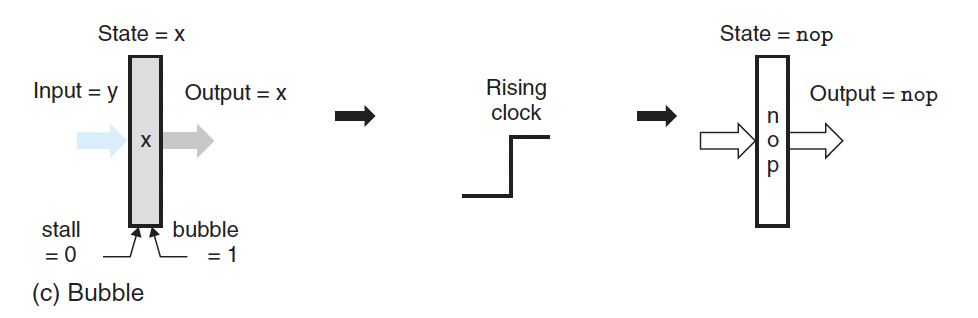 State = x
Input = y
Output = x
x
stall
= 0
bubble
= 1
Rising
clock
State = nop
Output = nop
n
o
p
(c) Bubble